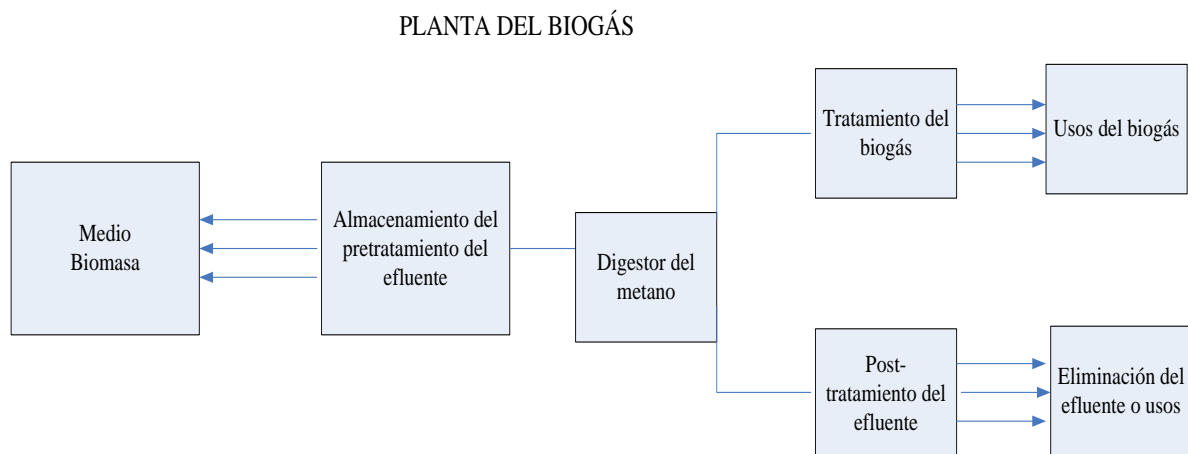 PLANTA DEL BIOGÁS
Medio
Biomasa
Almacenamiento del
pretratamiento del
efluente
Digestor del
metano
Tratamiento del
biogás
Usos del biogás
Post-
tratamiento del
efluente
Eliminación del
efluente o usos